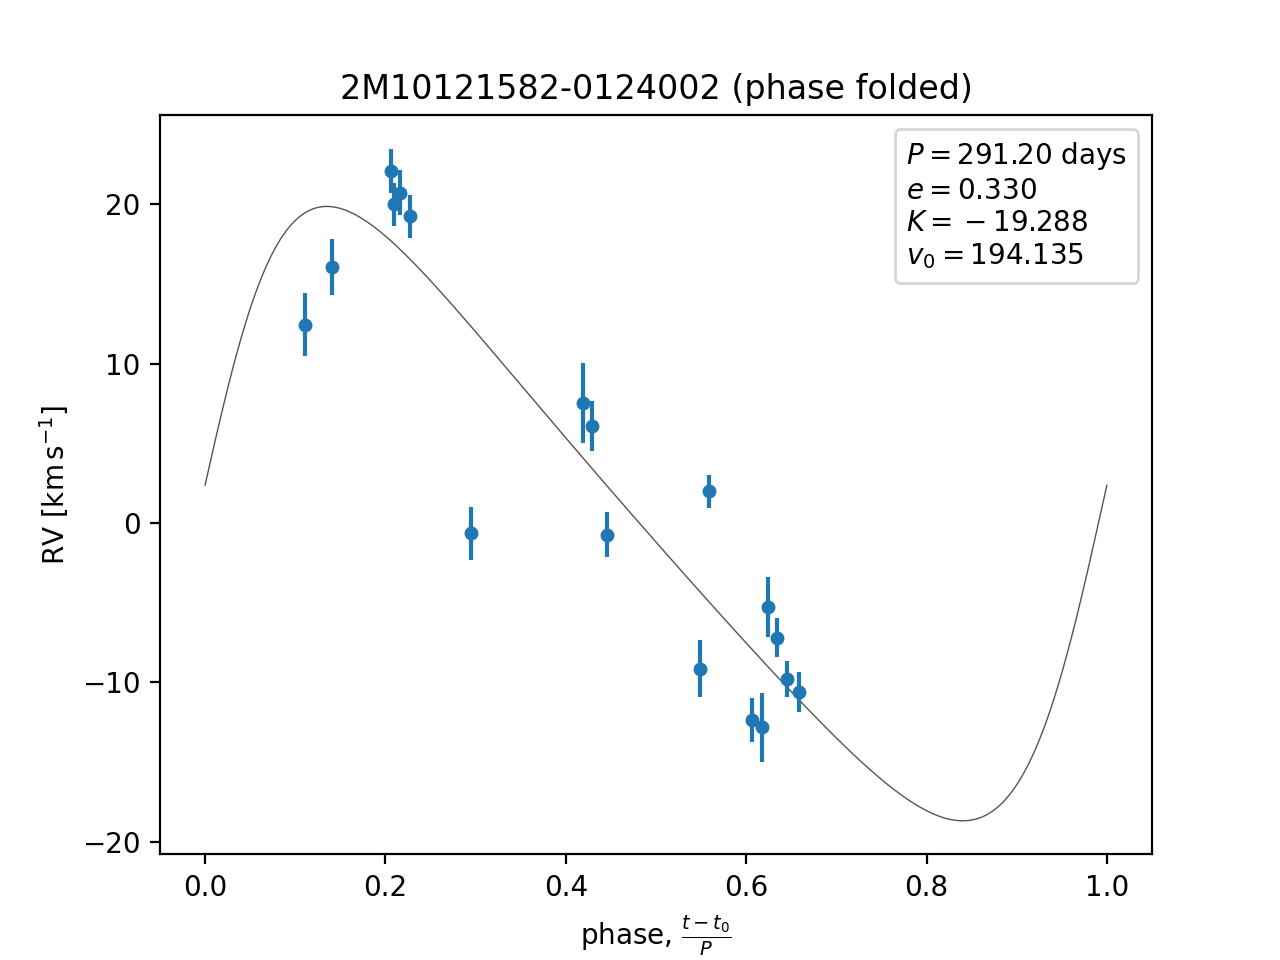 2M10121582-0124002 (phase folded)
P = 291.20 days
e = 0.330
K = −19.288
v₀ = 194.135
20
10
0
−10
−20
RV [km s⁻¹]
0.0 0.2 0.4 0.6 0.8 1.0
phase, (t − t₀)/P